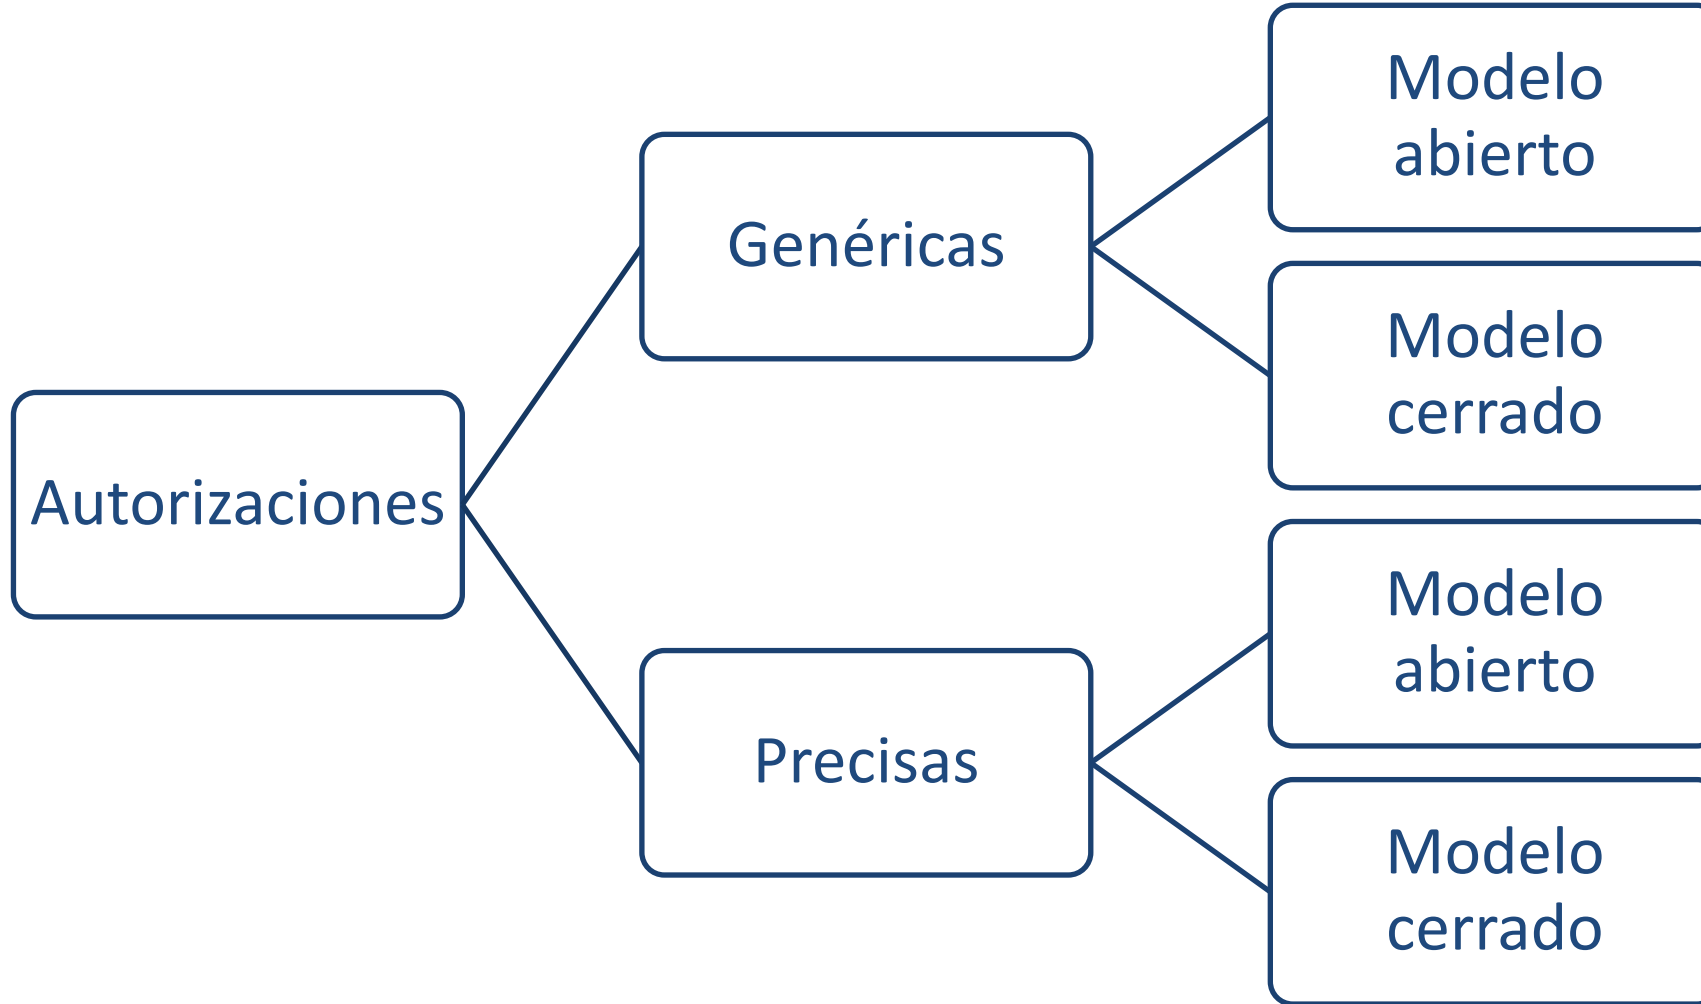 Autorizaciones
Genéricas
Modelo
abierto
Modelo
cerrado
Precisas
Modelo
abierto
Modelo
cerrado